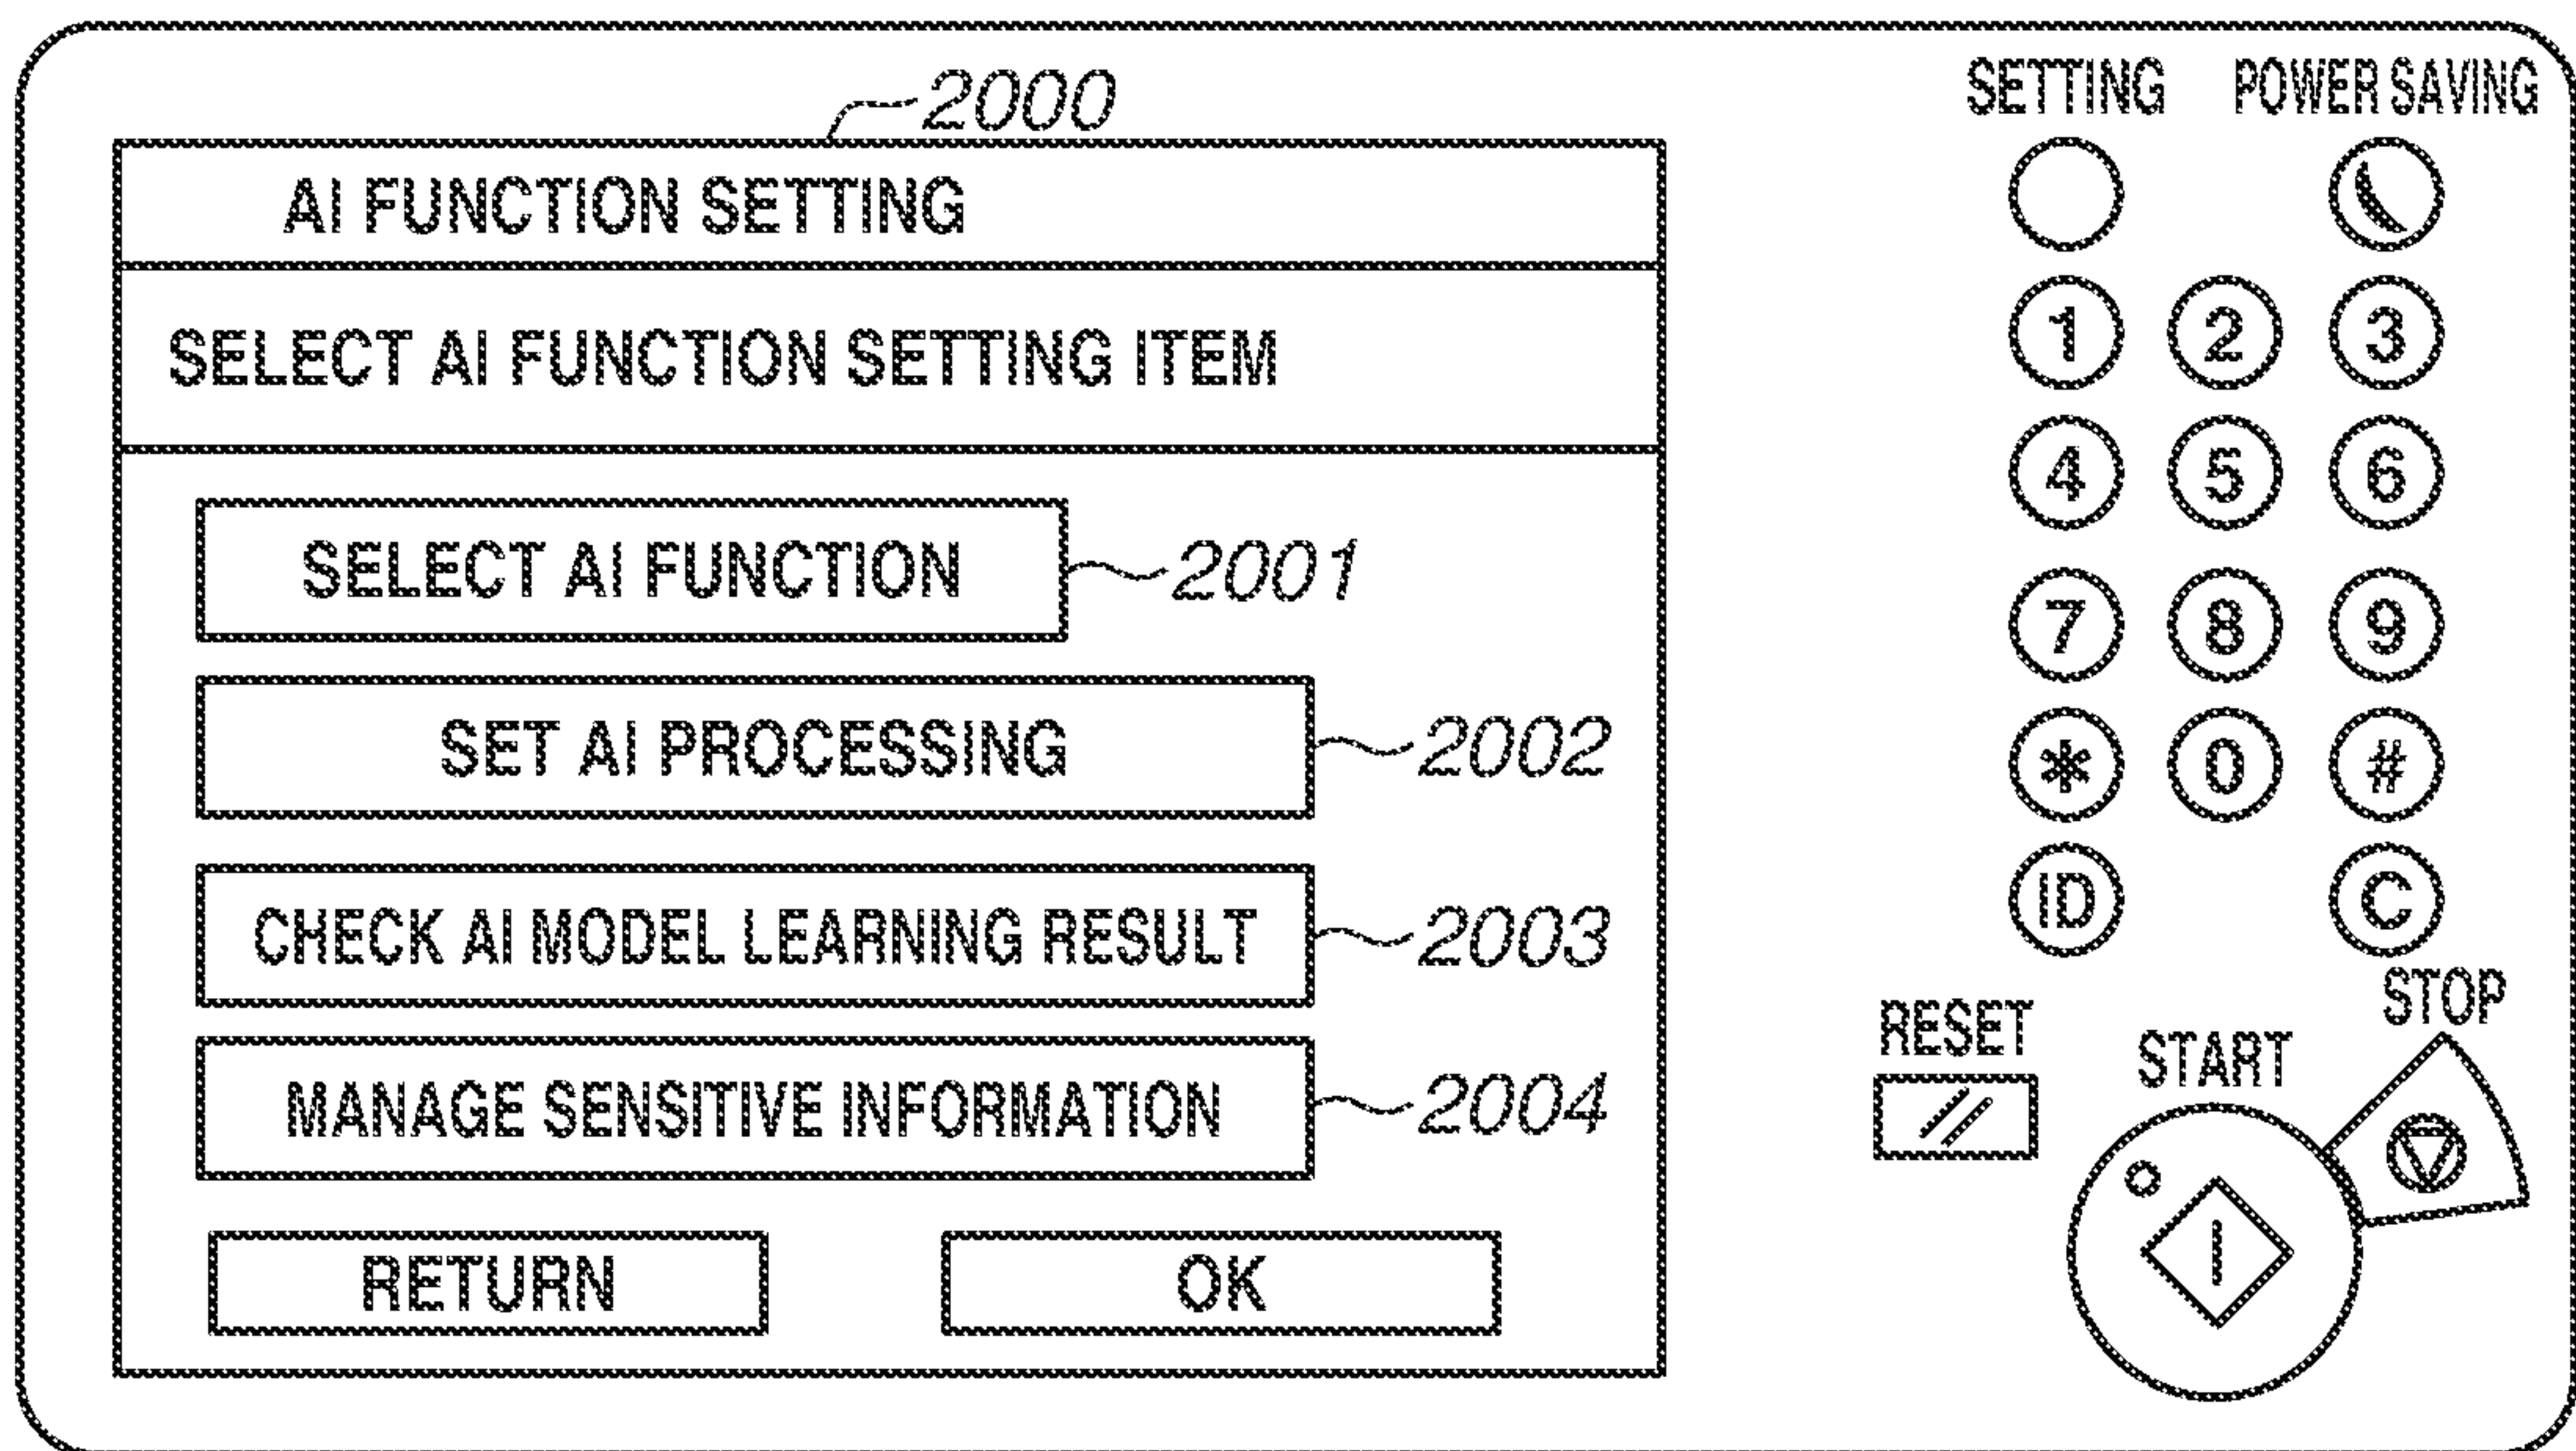 2000
AI FUNCTION SETTING
SELECT AI FUNCTION SETTING ITEM
SELECT AI FUNCTION 2001
SET AI PROCESSING 2002
CHECK AI MODEL LEARNING RESULT 2003
MANAGE SENSITIVE INFORMATION 2004
RETURN OK
SETTING POWER SAVING
1 2 3
4 5 6
7 8 9
* 0 #
ID C
RESET START STOP